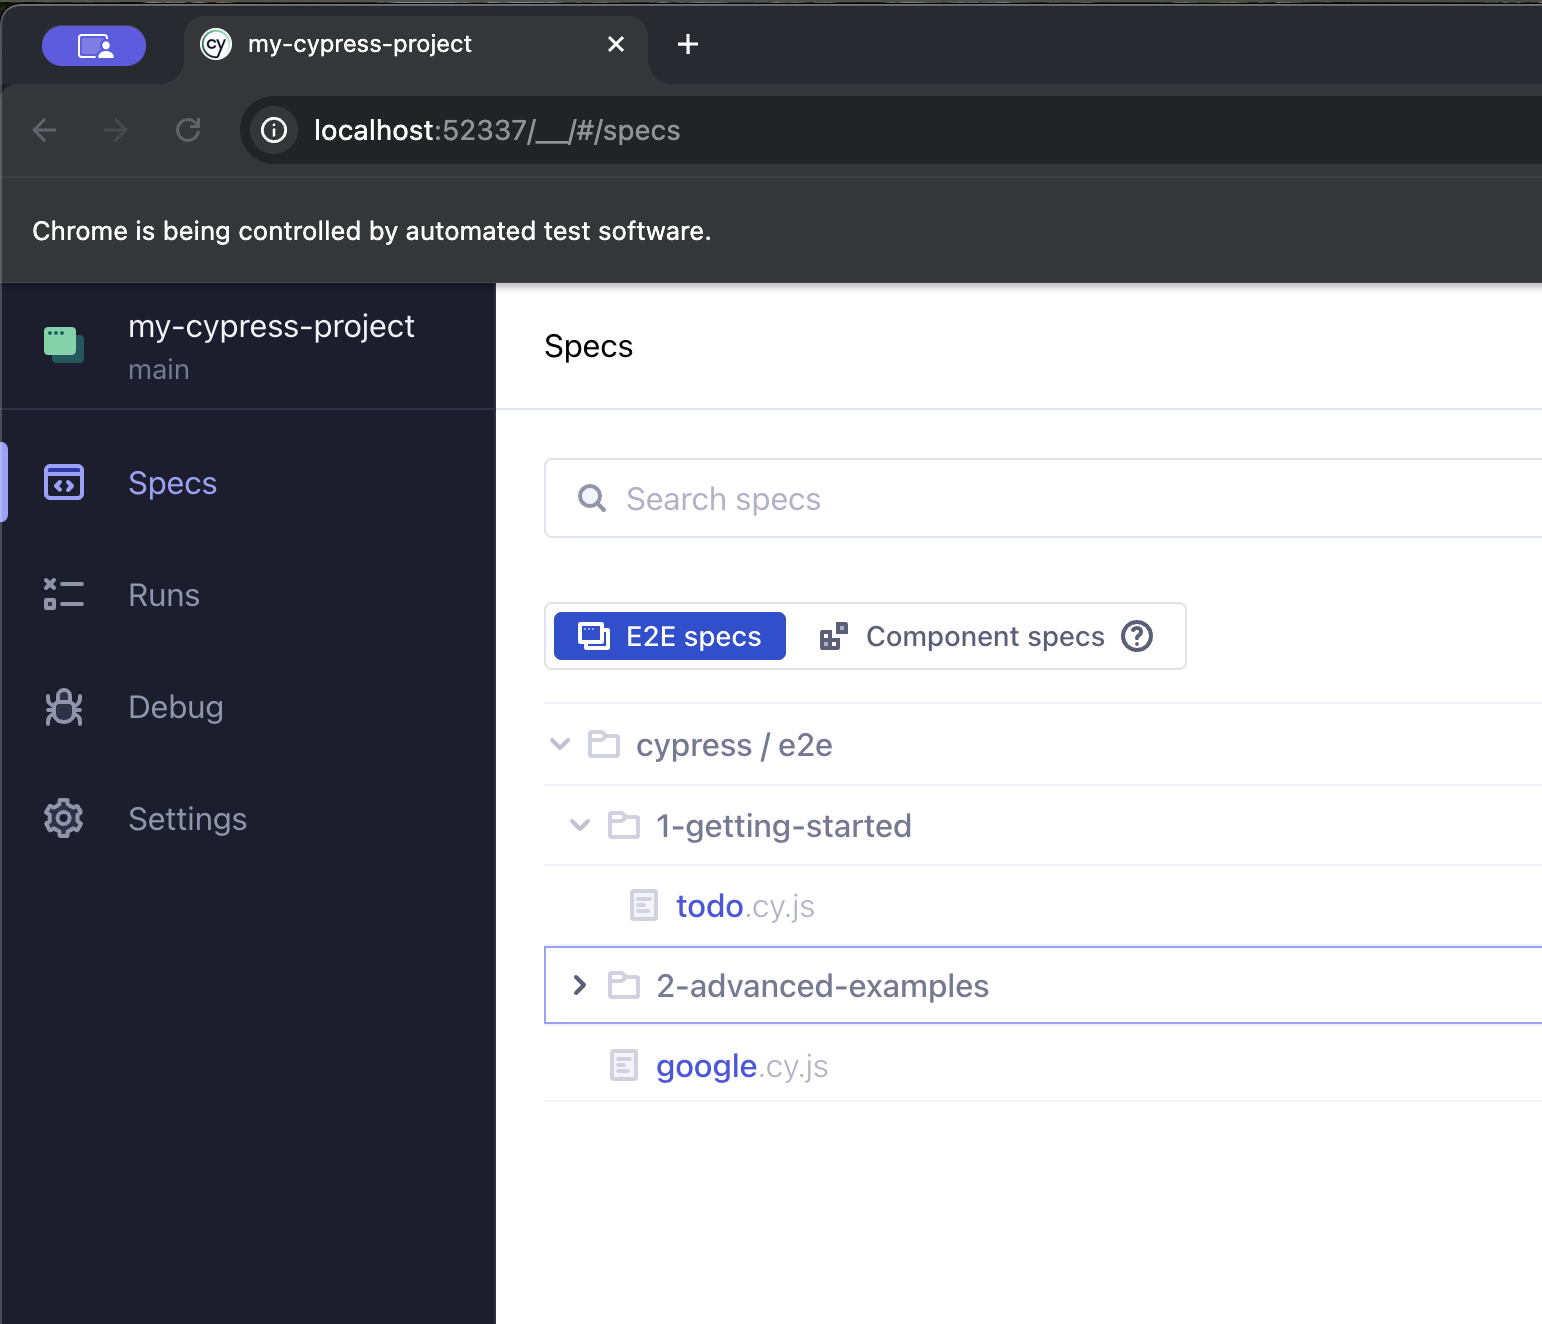 cy my-cypress-project
localhost:52337/__/#/specs
Chrome is being controlled by automated test software.
my-cypress-project
main
Specs
Runs
Debug
Settings
Specs
Search specs
E2E specs
Component specs
cypress / e2e
1-getting-started
todo.cy.js
2-advanced-examples
google.cy.js